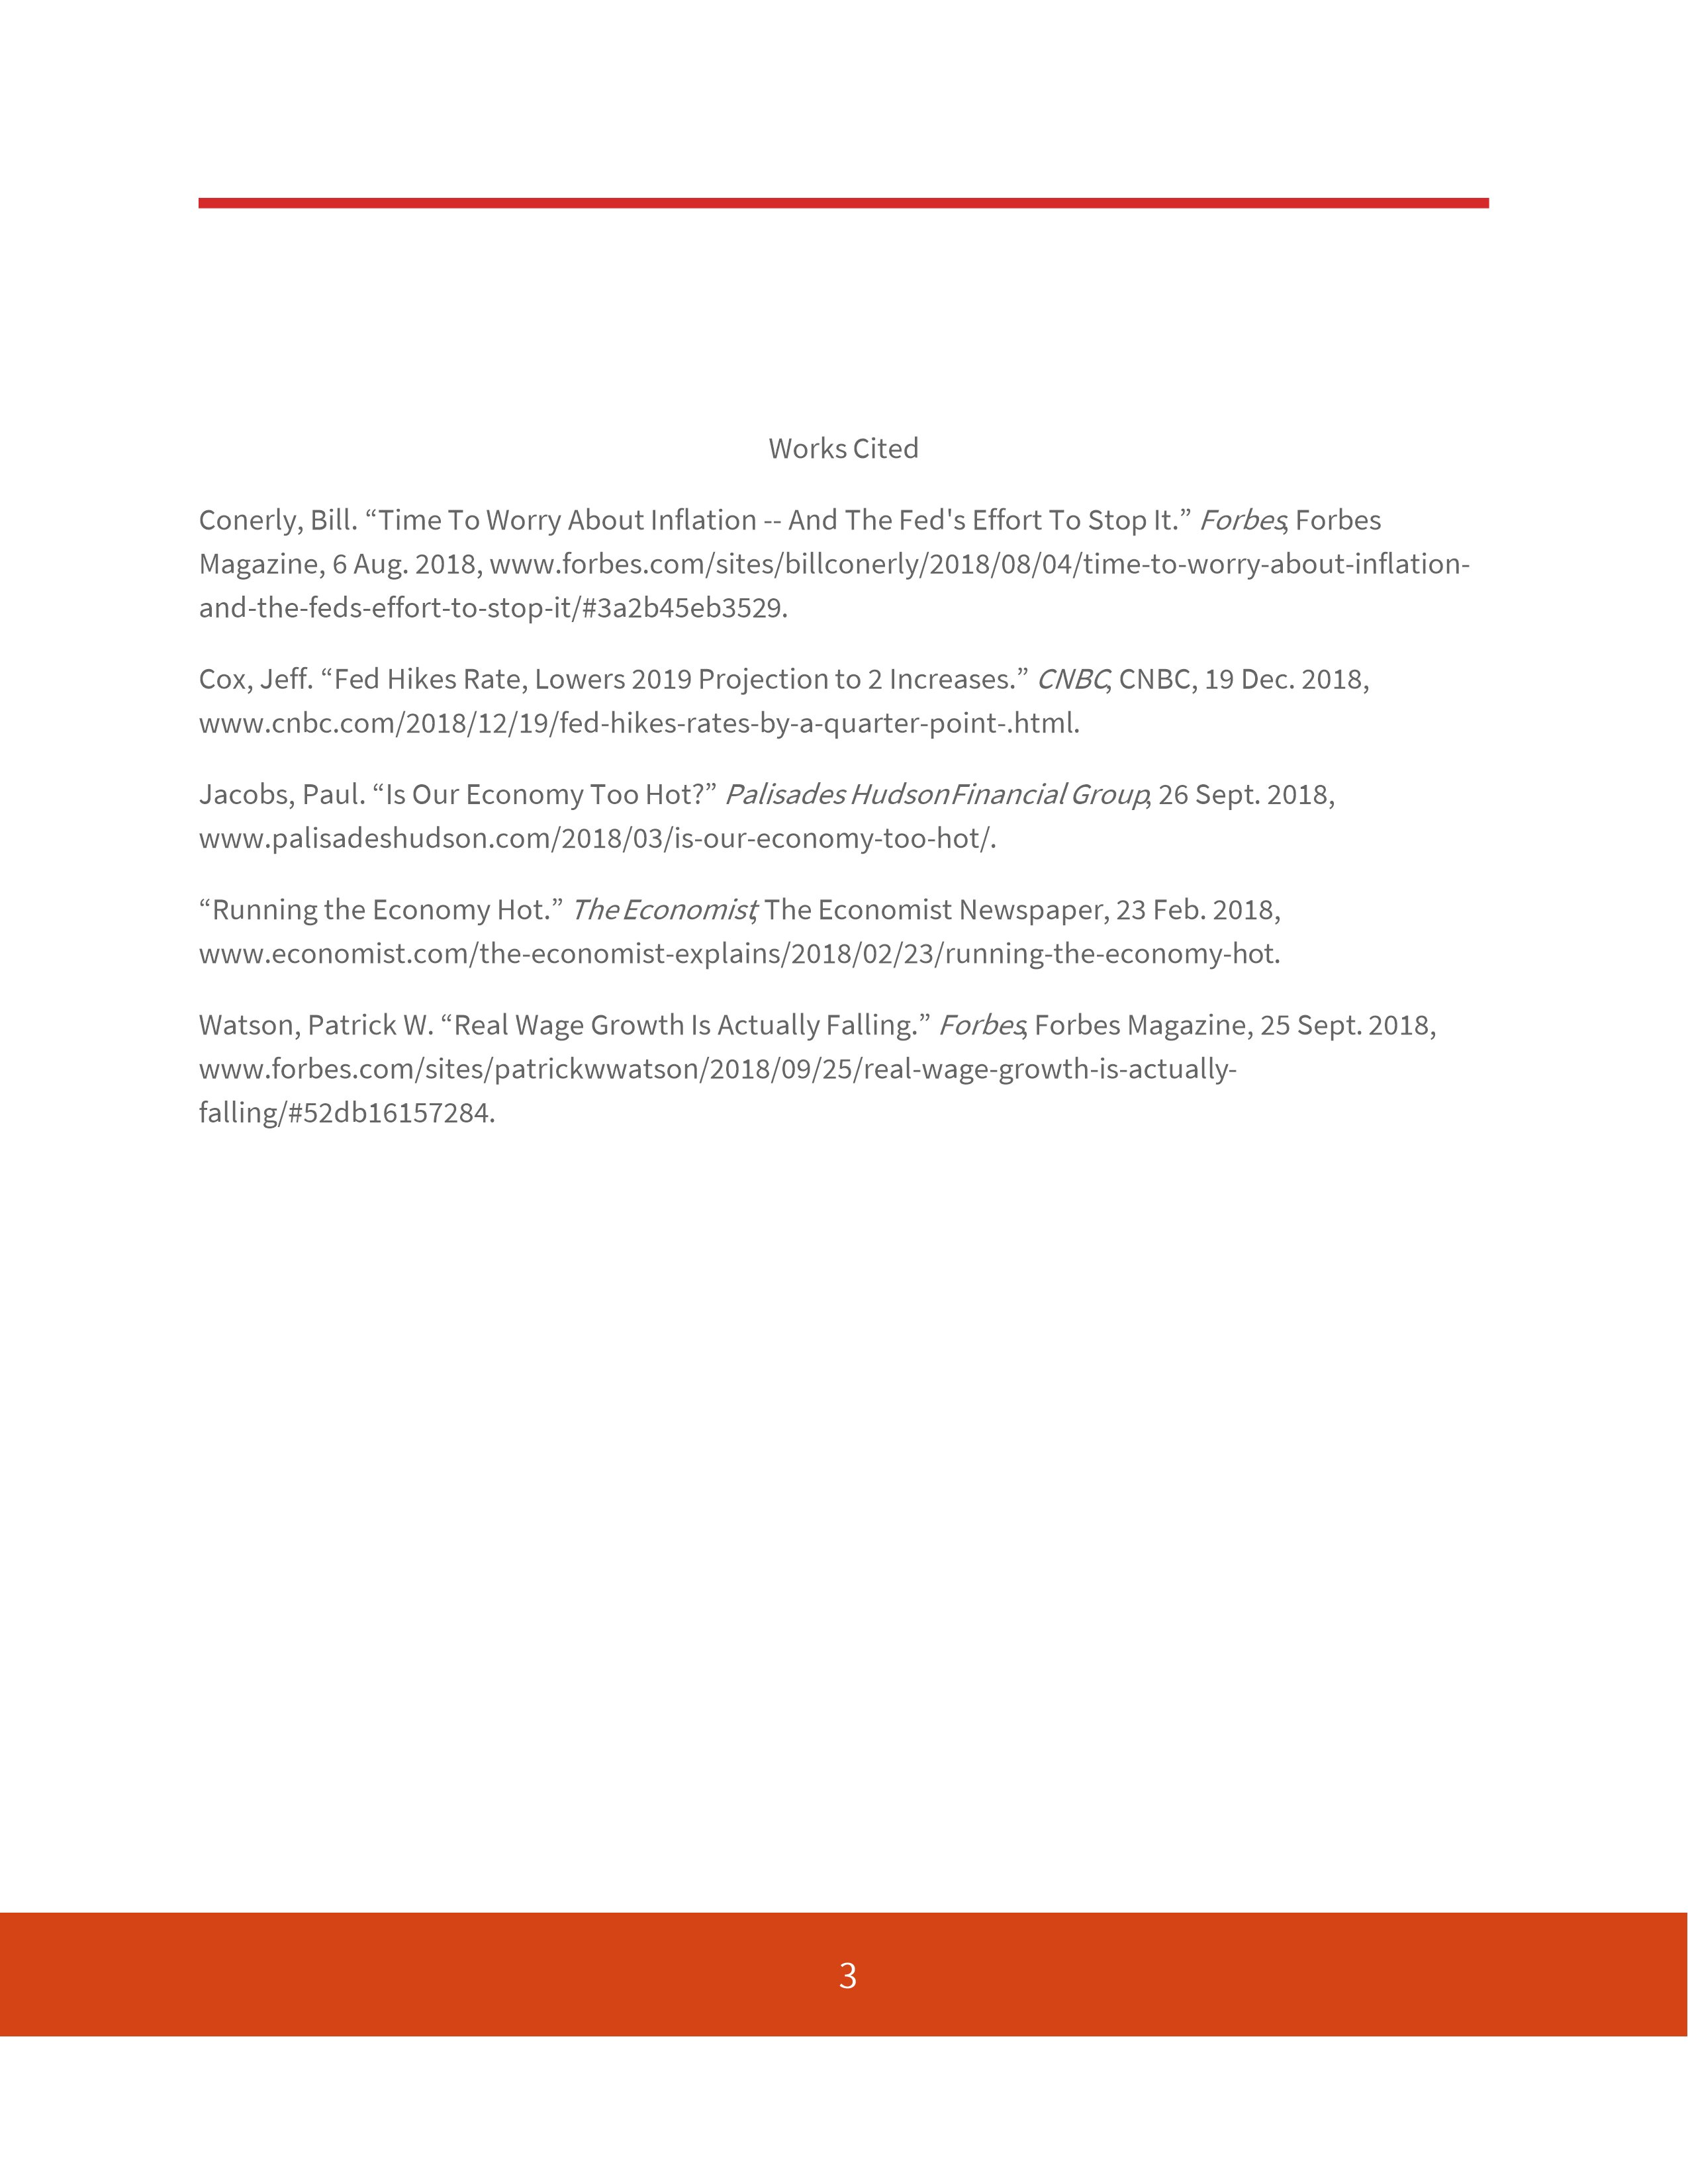 Works Cited
Conerly, Bill. “Time To Worry About Inflation -- And The Fed's Effort To Stop It.” Forbes, Forbes
Magazine, 6 Aug. 2018, www.forbes.com/sites/billconerly/2018/08/04/time-to-worry-about-inflation-
and-the-feds-effort-to-stop-it/#3a2b45eb3529.
Cox, Jeff. “Fed Hikes Rate, Lowers 2019 Projection to 2 Increases.” CNBC, CNBC, 19 Dec. 2018,
www.cnbc.com/2018/12/19/fed-hikes-rates-by-a-quarter-point-.html.
Jacobs, Paul. “Is Our Economy Too Hot?” Palisades Hudson Financial Group, 26 Sept. 2018,
www.palisadeshudson.com/2018/03/is-our-economy-too-hot/.
“Running the Economy Hot.” The Economist, The Economist Newspaper, 23 Feb. 2018,
www.economist.com/the-economist-explains/2018/02/23/running-the-economy-hot.
Watson, Patrick W. “Real Wage Growth Is Actually Falling.” Forbes, Forbes Magazine, 25 Sept. 2018,
www.forbes.com/sites/patrickwwatson/2018/09/25/real-wage-growth-is-actually-
falling/#52db16157284.
3